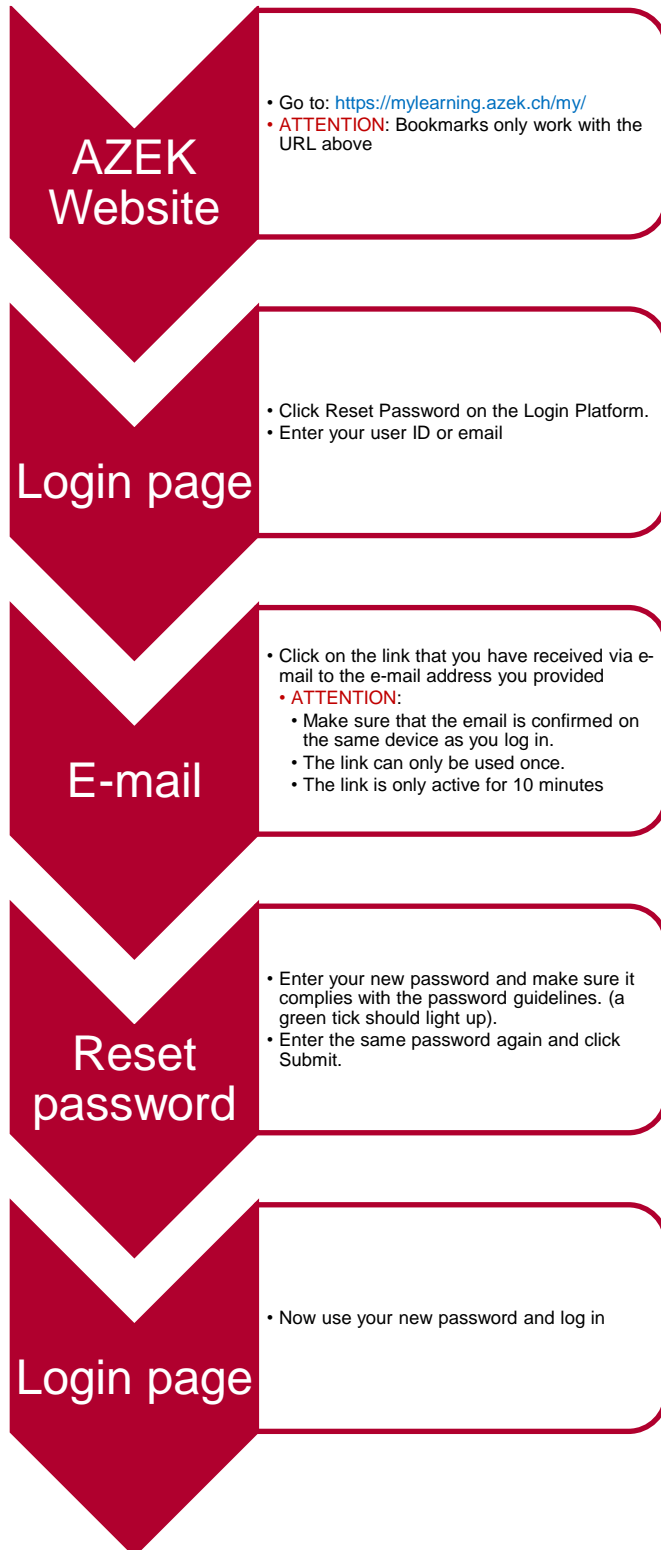 AZEK
Website
• Go to: https://mylearning.azek.ch/my/
• ATTENTION: Bookmarks only work with the
URL above
Login page
• Click Reset Password on the Login Platform.
• Enter your user ID or email
E-mail
• Click on the link that you have received via e-
mail to the e-mail address you provided
• ATTENTION:
• Make sure that the email is confirmed on
the same device as you log in.
• The link can only be used once.
• The link is only active for 10 minutes
Reset
password
• Enter your new password and make sure it
complies with the password guidelines. (a
green tick should light up).
• Enter the same password again and click
Submit.
Login page
• Now use your new password and log in